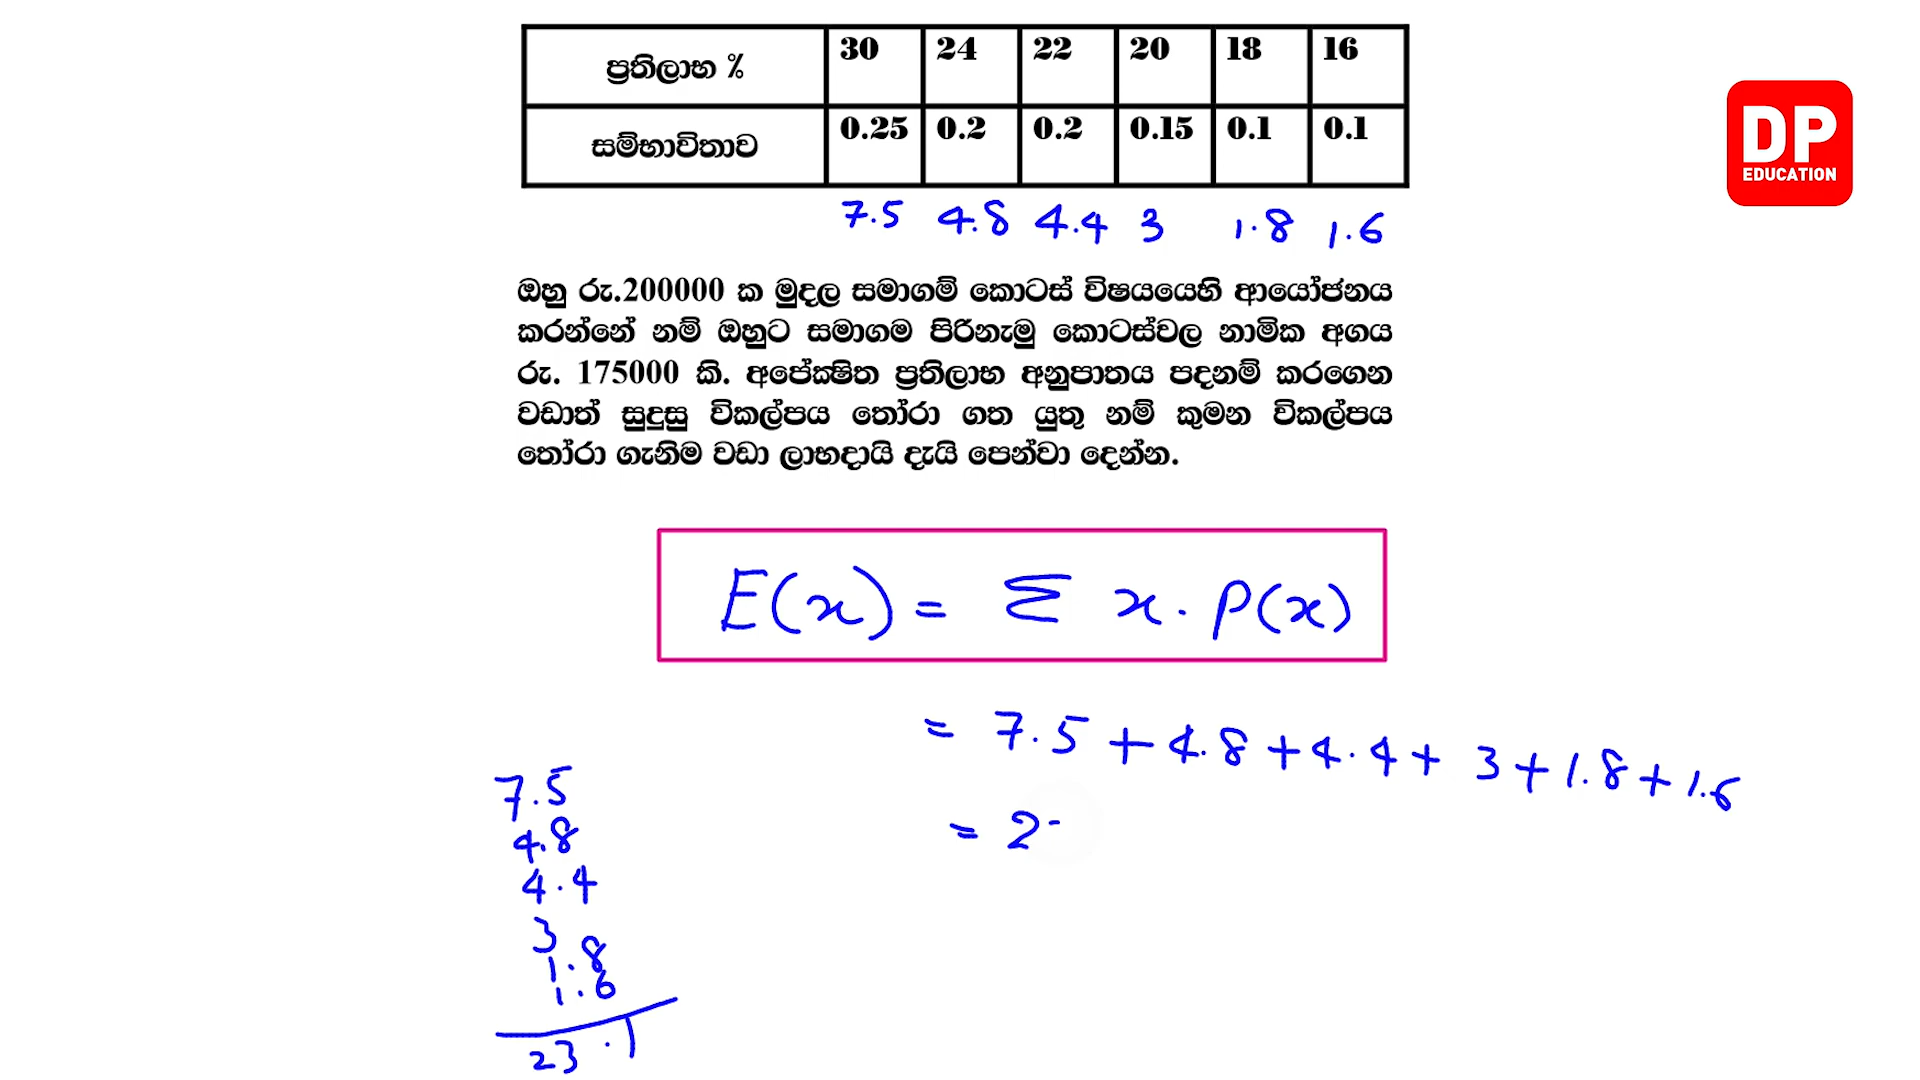 ප්‍රතිලාභ % 30 24 22 20 18 16
සම්භාවිතාව 0.25 0.2 0.2 0.15 0.1 0.1
7.5 4.8 4.4 3 1.8 1.6
DP
EDUCATION
ඔහු රු.200000 ක මුදල සමාගම් කොටස් විෂයයෙහි ආයෝජනය
කරන්නේ නම් ඔහුට සමාගම පිරිනැමු කොටස්වල නාමික අගය
රු. 175000 කි. අපේක්‍ෂිත ප්‍රතිලාභ අනුපාතය පදනම් කරගෙන
වඩාත් සුදුසු විකල්පය තෝරා ගත යුතු නම් කුමන විකල්පය
තෝරා ගැනිම වඩා ලාභදායි දැයි පෙන්වා දෙන්න.
E(x) = Σ x . P(x)
= 7.5 + 4.8 + 4.4 + 3 + 1.8 + 1.6
= 2
7.5
4.8
4.4
3
1.8
1.6
23.1